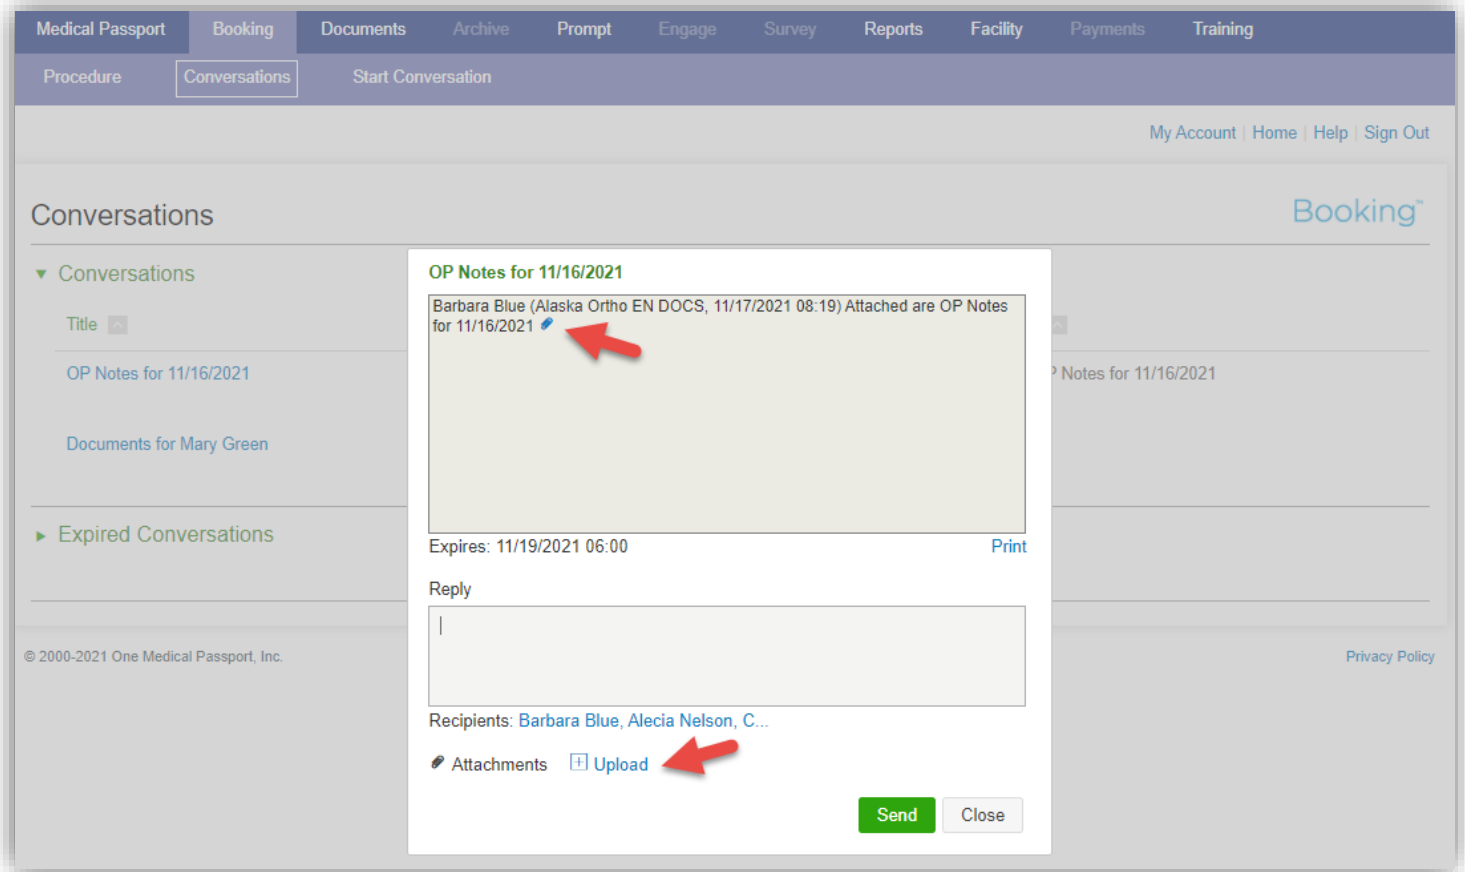 Medical Passport Booking Documents Archive Prompt Engage Survey Reports Facility Payments Training
Procedure Conversations Start Conversation
My Account | Home | Help | Sign Out
Conversations
Booking™
Conversations
Title
OP Notes for 11/16/2021
Notes for 11/16/2021
Documents for Mary Green
Expired Conversations
OP Notes for 11/16/2021
Barbara Blue (Alaska Ortho EN DOCS, 11/17/2021 08:19) Attached are OP Notes
for 11/16/2021
Expires: 11/19/2021 06:00 Print
Reply
Recipients: Barbara Blue, Alecia Nelson, C...
Attachments Upload
Send Close
© 2000-2021 One Medical Passport, Inc.
Privacy Policy